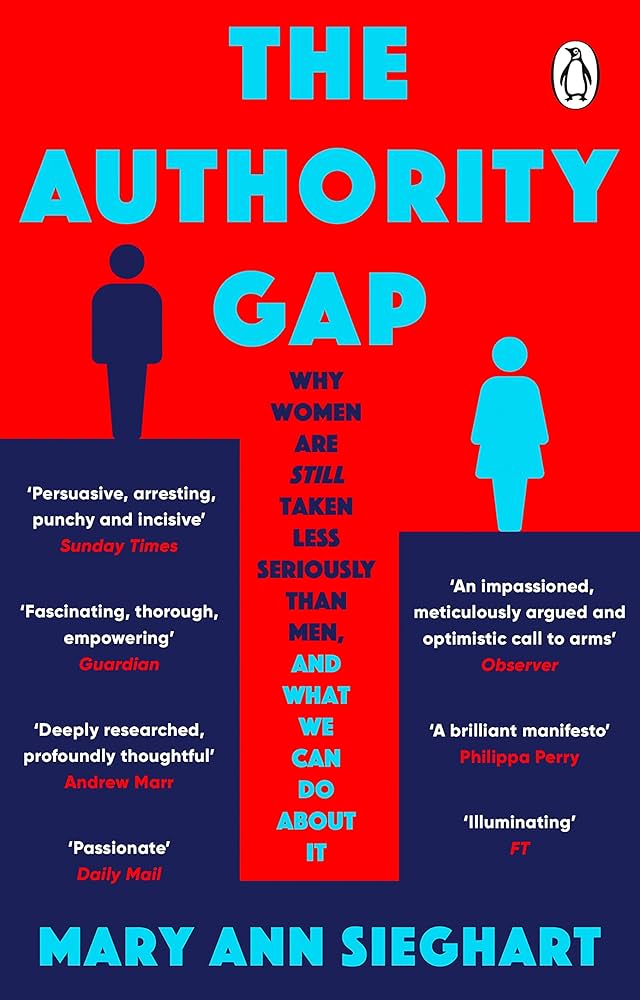 THE
AUTHORITY
GAP
WHY
WOMEN
ARE
STILL
TAKEN
LESS
SERIOUSLY
THAN
MEN,
AND
WHAT
WE
CAN
DO
ABOUT
IT
‘Persuasive, arresting,
punchy and incisive’
Sunday Times
‘Fascinating, thorough,
empowering’
Guardian
‘Deeply researched,
profoundly thoughtful’
Andrew Marr
‘Passionate’
Daily Mail
‘An impassioned,
meticulously argued and
optimistic call to arms’
Observer
‘A brilliant manifesto’
Philippa Perry
‘Illuminating’
FT
MARY ANN SIEGHART